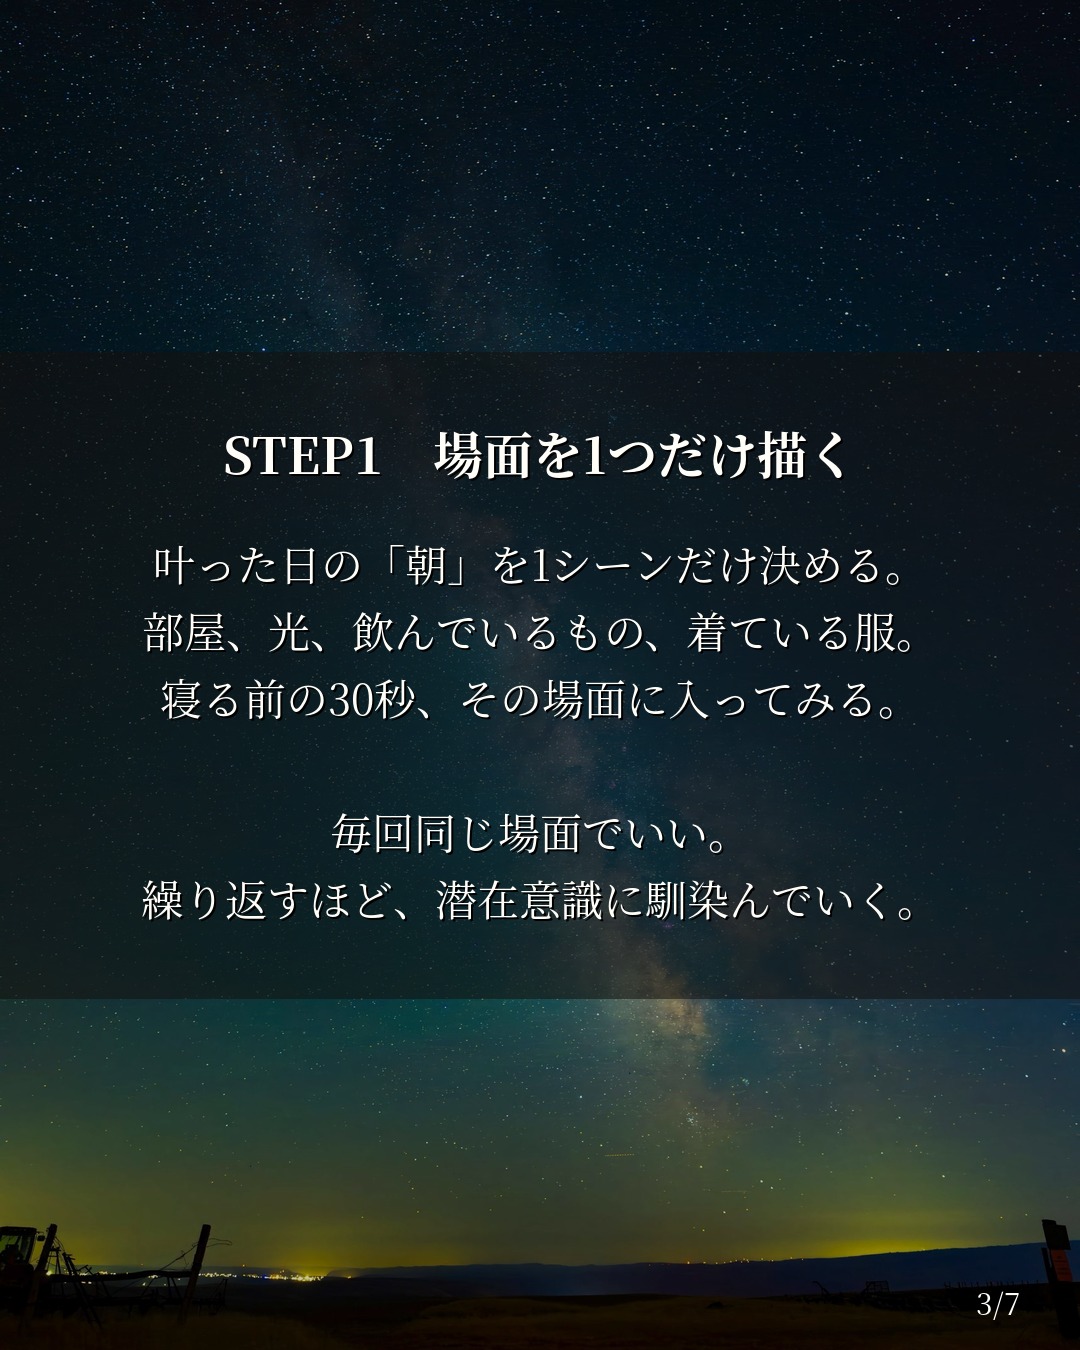 STEP1　場面を1つだけ描く
叶った日の「朝」を1シーンだけ決める。
部屋、光、飲んでいるもの、着ている服。
寝る前の30秒、その場面に入ってみる。
毎回同じ場面でいい。
繰り返すほど、潜在意識に馴染んでいく。
3/7